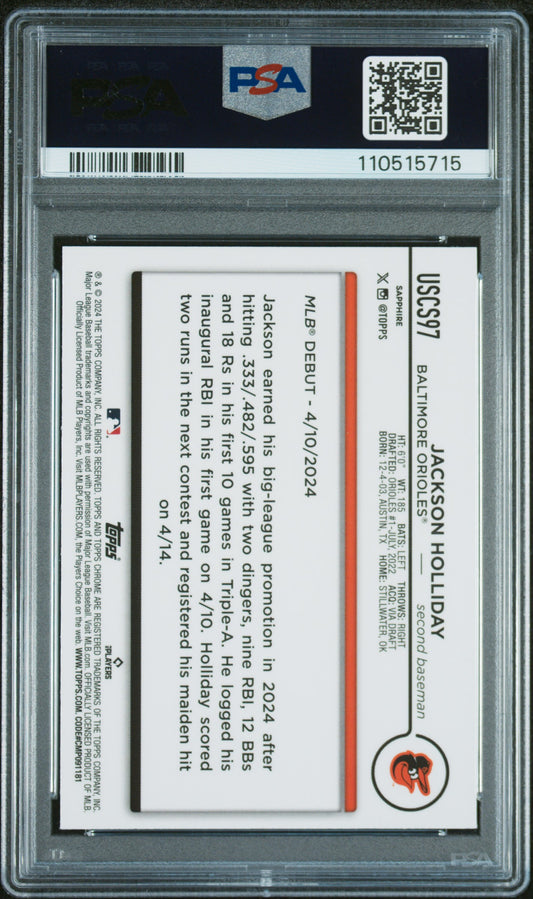 PSA
PSA
110515715
USCS97
JACKSON HOLLIDAY
BALTIMORE ORIOLES® — second baseman
HT: 6'0" WT: 185 BATS: LEFT THROWS: RIGHT
DRAFTED: ORIOLES #1-JULY, 2022 ACQ: VIA DRAFT
BORN: 12-4-03, AUSTIN, TX HOME: STILLWATER, OK
SAPPHIRE
@TOPPS
MLB® DEBUT - 4/10/2024
Jackson earned his big-league promotion in 2024 after
hitting .333/.482/.595 with two dingers, nine RBI, 12 BBs
and 18 Rs in his first 10 games in Triple-A. He logged his
inaugural RBI in his first game on 4/10. Holliday scored
two runs in the next contest and registered his maiden hit
on 4/14.
topps
PLAYERS
® & © 2024 THE TOPPS COMPANY, INC. ALL RIGHTS RESERVED. TOPPS AND TOPPS CHROME ARE REGISTERED TRADEMARKS OF THE TOPPS COMPANY, INC.
Major League Baseball trademarks and copyrights are used with permission of Major League Baseball. Visit MLB.com. OFFICIALLY LICENSED PRODUCT OF MLB
Officially Licensed Product of MLB Players, Inc. Visit MLBPLAYERS.COM, the Players Choice on the web. WWW.TOPPS.COM. CODE#CMP091181
PSA